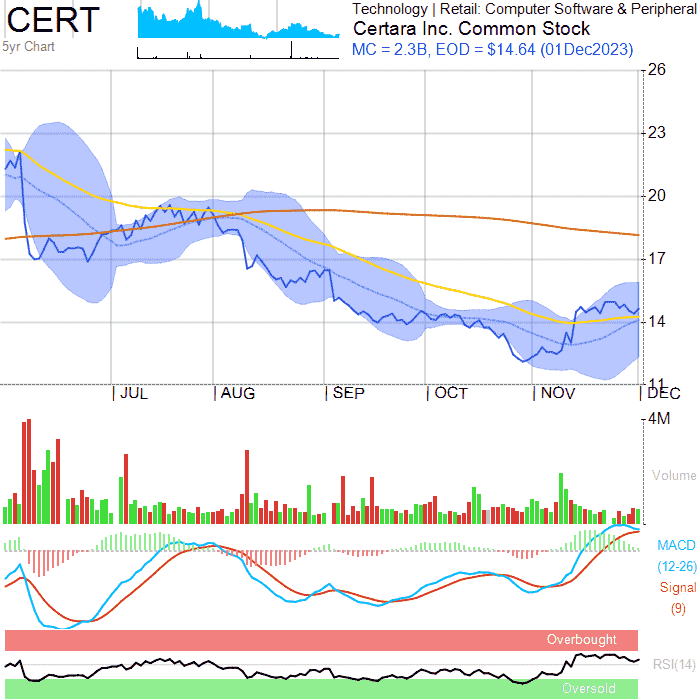 CERT
5yr Chart
Technology | Retail: Computer Software & Peripheral
Certara Inc. Common Stock
MC = 2.3B, EOD = $14.64 (01Dec2023)
26
23
20
17
14
11
JUL
AUG
SEP
OCT
NOV
DEC
4M
Volume
MACD
(12-26)
Signal
(9)
Overbought
RSI(14)
Oversold